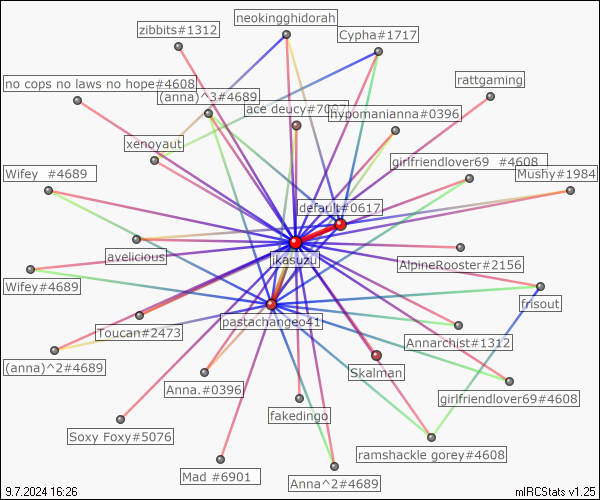 neokingghidorah
zibbits#1312
Cypha#1717
no cops no laws no hope#4608
rattgaming
(anna)^3#4689
ace deucy#7007
hypomanianna#0396
xenoyaut
girlfriendlover69 #4608
Wifey #4689
Mushy#1984
default#0617
avelicious
ikasuzu
AlpineRooster#2156
Wifey#4689
frisout
pastachangeo41
Toucan#2473
Annarchist#1312
(anna)^2#4689
Skalman
Anna.#0396
girlfriendlover69#4608
fakedingo
Soxy Foxy#5076
ramshackle gorey#4608
Mad #6901
Anna^2#4689
9.7.2024 16:26
mIRCStats v1.25